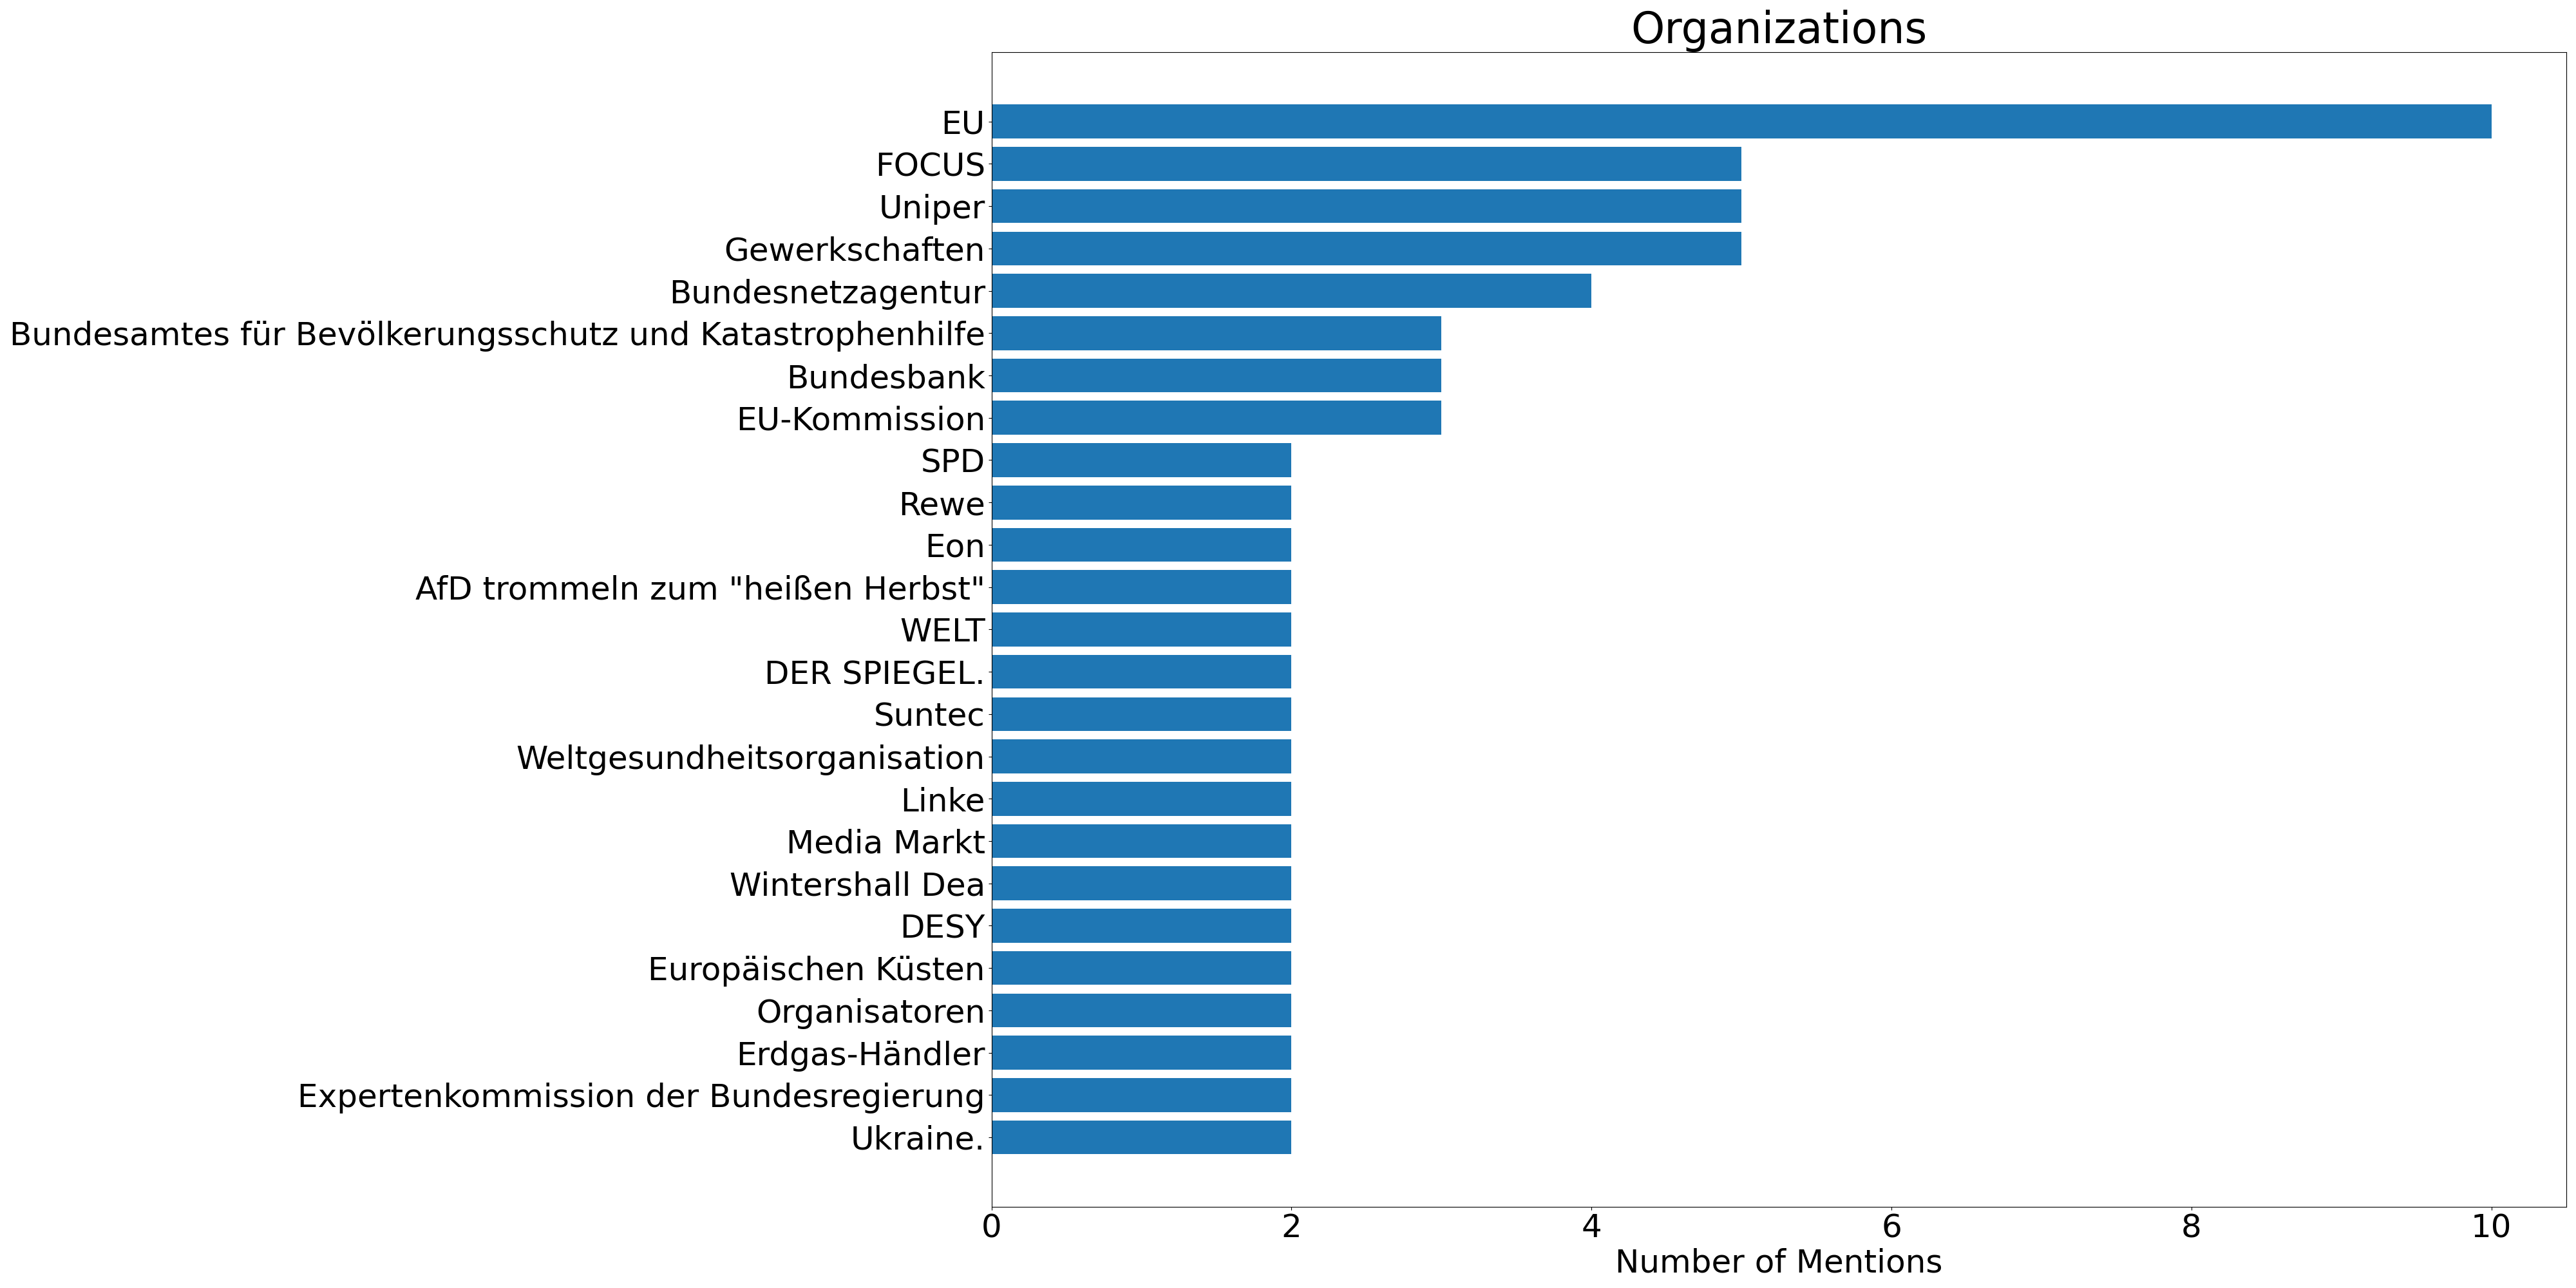 Organizations
EU
FOCUS
Uniper
Gewerkschaften
Bundesnetzagentur
Bundesamtes für Bevölkerungsschutz und Katastrophenhilfe
Bundesbank
EU-Kommission
SPD
Rewe
Eon
AfD trommeln zum "heißen Herbst"
WELT
DER SPIEGEL.
Suntec
Weltgesundheitsorganisation
Linke
Media Markt
Wintershall Dea
DESY
Europäischen Küsten
Organisatoren
Erdgas-Händler
Expertenkommission der Bundesregierung
Ukraine.
0 2 4 6 8 10
Number of Mentions